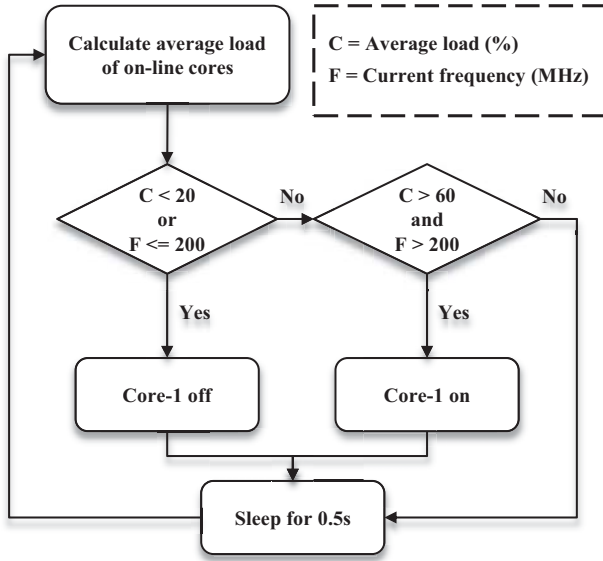 Calculate average load
of on-line cores
C = Average load (%)
F = Current frequency (MHz)
C < 20
or
F <= 200
No
C > 60
and
F > 200
No
Yes
Yes
Core-1 off
Core-1 on
Sleep for 0.5s